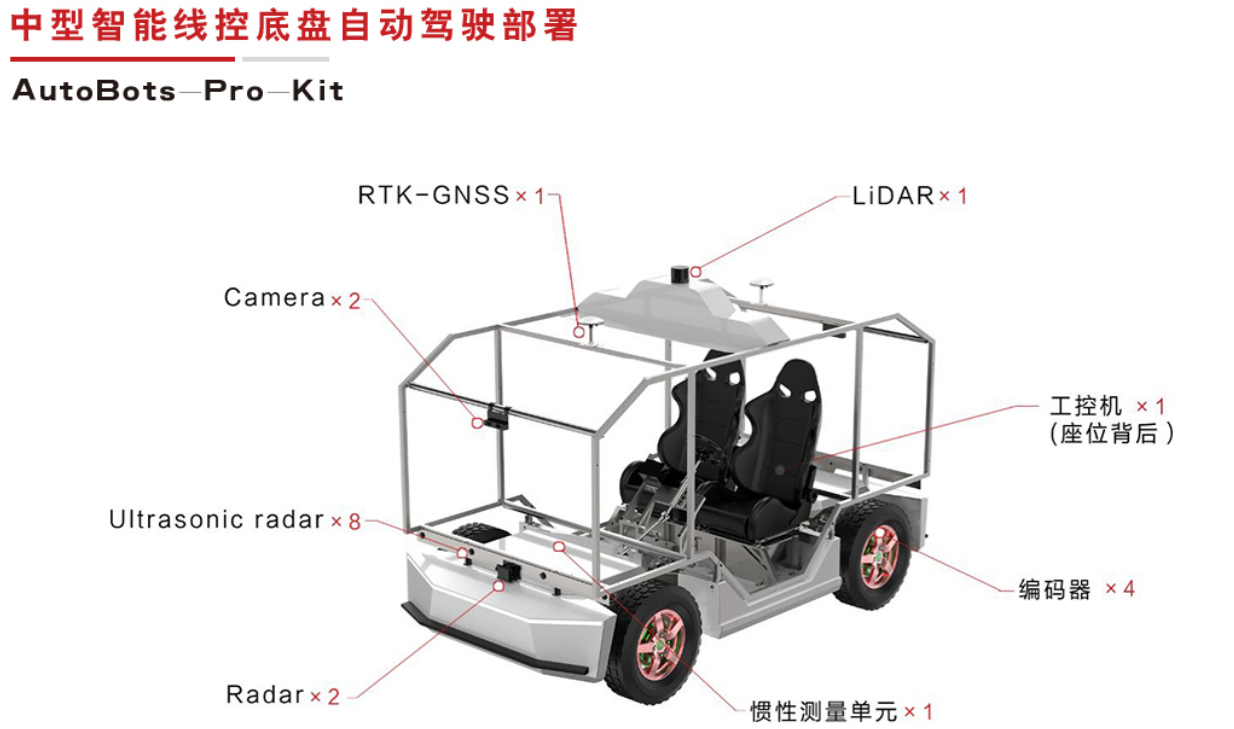 中型智能线控底盘自动驾驶部署
AutoBots—Pro—Kit
RTK-GNSS×1
LiDAR×1
Camera×2
工控机 ×1
(座位背后)
Ultrasonic radar×8
编码器 ×4
Radar×2
惯性测量单元×1